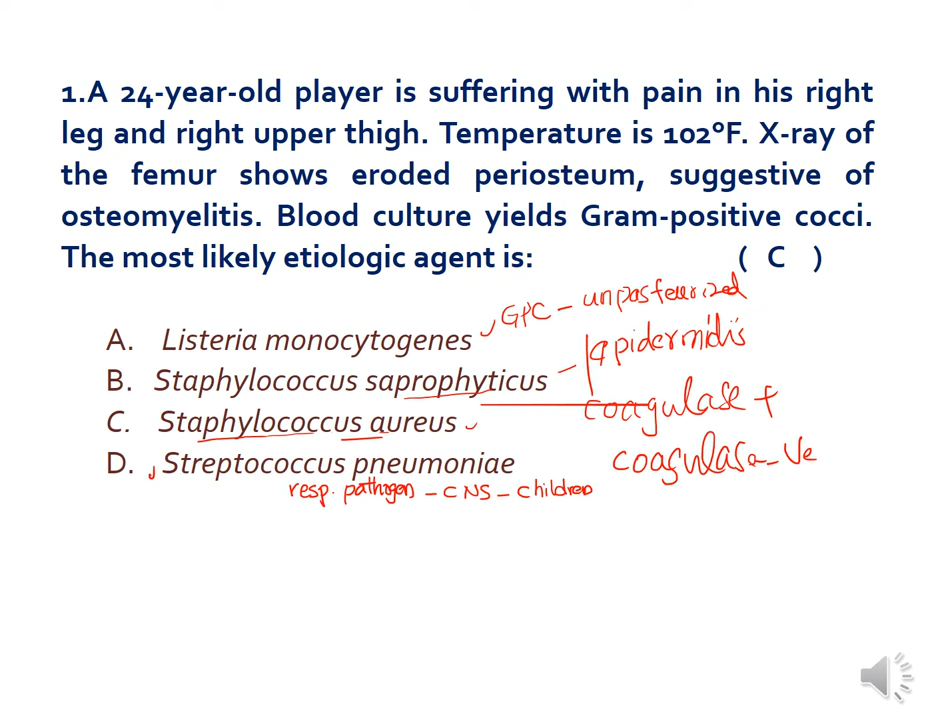 1.A 24-year-old player is suffering with pain in his right
leg and right upper thigh. Temperature is 102°F. X-ray of
the femur shows eroded periosteum, suggestive of
osteomyelitis. Blood culture yields Gram-positive cocci.
The most likely etiologic agent is: ( C )
GPC - unpasteurized
A. Listeria monocytogenes
epidermidis
B. Staphylococcus saprophyticus
coagulase +
C. Staphylococcus aureus
coagulase -ve
D. Streptococcus pneumoniae
resp. pathogen - CNS - children